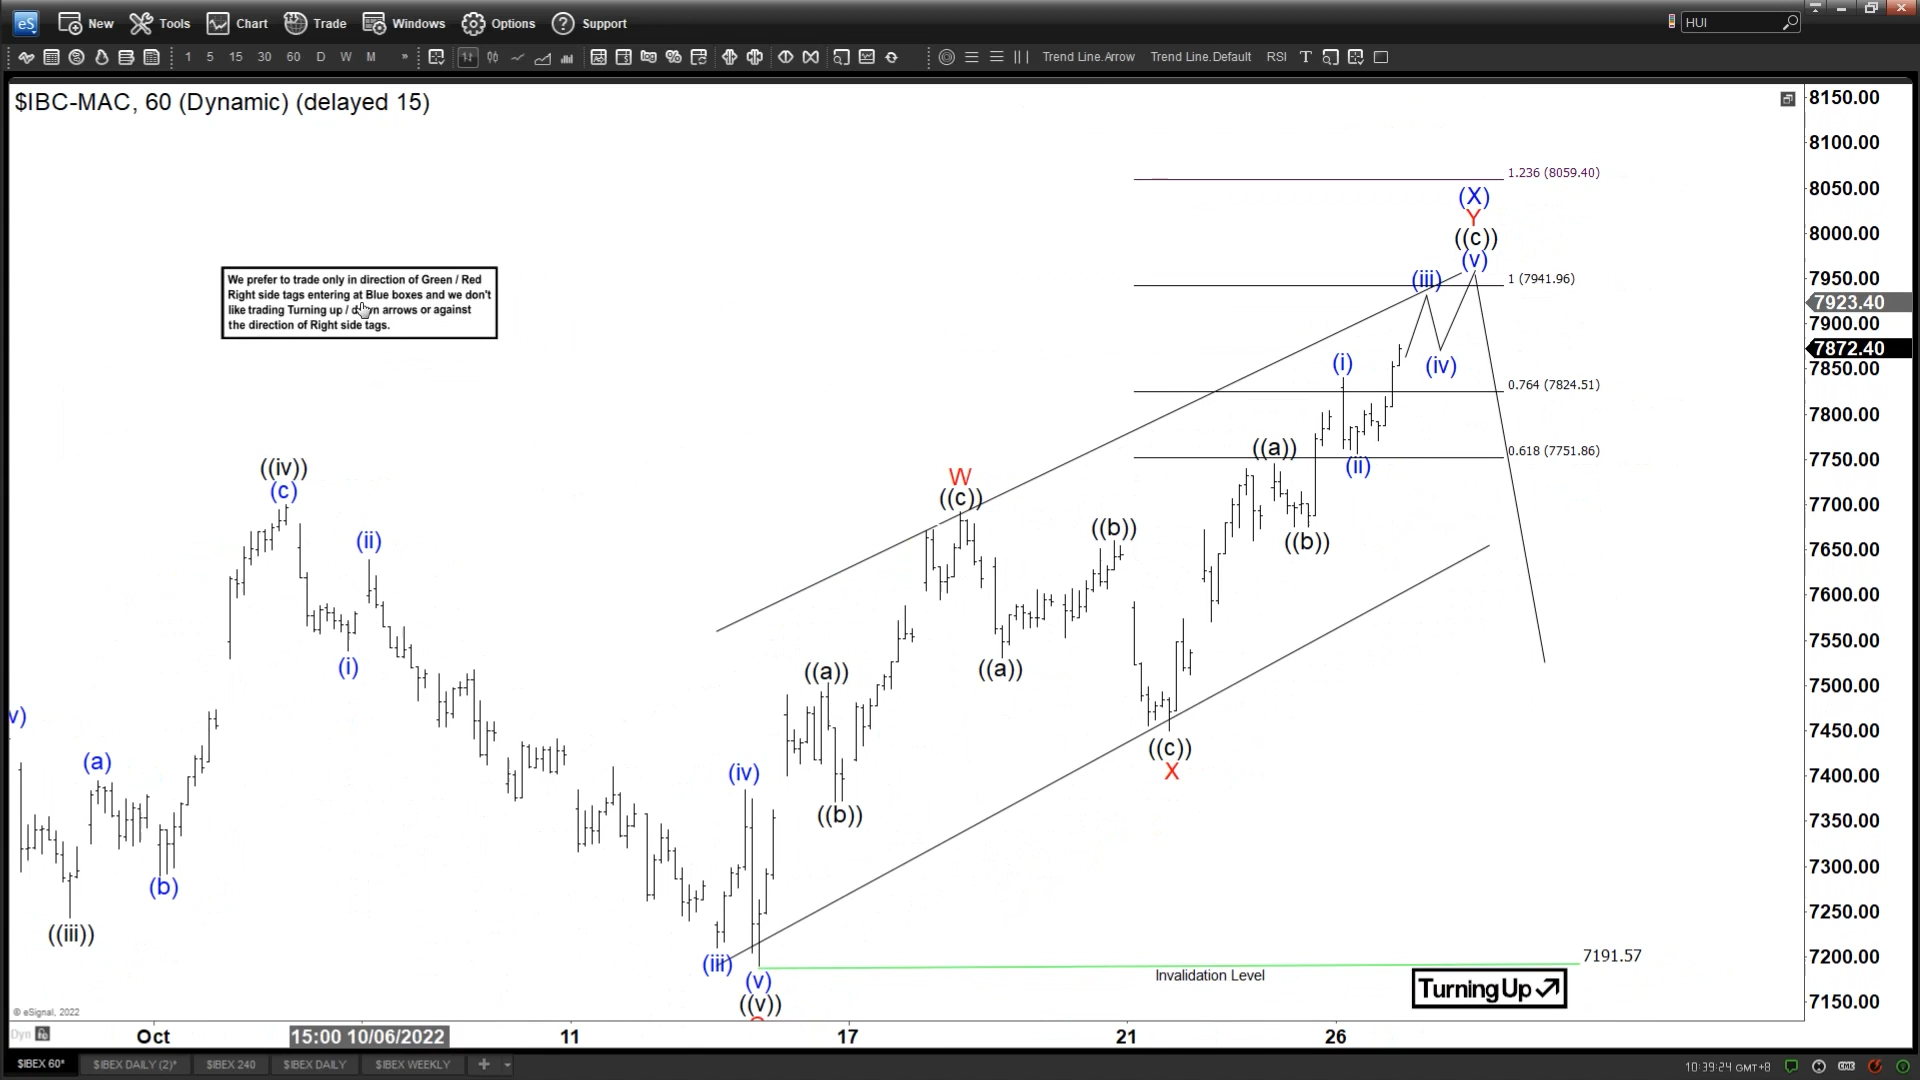 eS New Tools Chart Trade Windows Options Support HUI
1 5 15 30 60 D W M » Trend Line.Arrow Trend Line.Default RSI T
$IBC-MAC, 60 (Dynamic) (delayed 15)
8150.00
8100.00
1.236 (8059.40)
8050.00
(X)
Y
8000.00
((c))
(v)
We prefer to trade only in direction of Green / Red
Right side tags entering at Blue boxes and we don't
like trading Turning up / down arrows or against
the direction of Right side tags.
(iii)
1 (7941.96)
7950.00
7923.40
7900.00
7872.40
(i)
(iv)
7850.00
0.764 (7824.51)
7800.00
((a))
0.618 (7751.86)
7750.00
((iv))
(c)
W
((c))
(ii)
7700.00
(ii)
((b))
((b))
7650.00
7600.00
(i)
((a))
((a))
7550.00
7500.00
v)
7450.00
((c))
X
(a)
(iv)
7400.00
((b))
7350.00
(b)
7300.00
((iii))
7250.00
(iii)
7191.57
7200.00
(v)
Invalidation Level
Turning Up
((v))
7150.00
© eSignal, 2022
Dyn
Oct 15:00 10/06/2022 11 17 21 26
$IBEX 60* $IBEX DAILY (2)* $IBEX 240 $IBEX DAILY $IBEX WEEKLY +
10:39:24 GMT+8